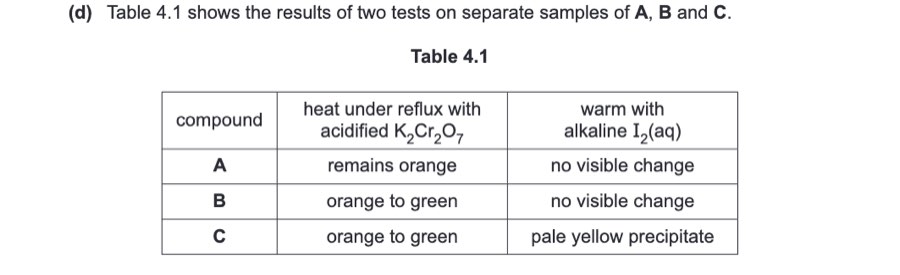 (d) Table 4.1 shows the results of two tests on separate samples of A, B and C.
Table 4.1
compound
heat under reflux with
acidified K₂Cr₂O₇
warm with
alkaline I₂(aq)
A remains orange no visible change
B orange to green no visible change
C orange to green pale yellow precipitate